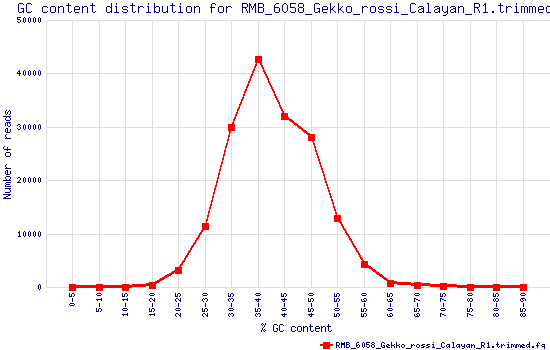 GC content distribution for RMB_6058_Gekko_rossi_Calayan_R1.trimmed
Number of reads
50000
40000
30000
20000
10000
0
0-5 5-10 10-15 15-20 20-25 25-30 30-35 35-40 40-45 45-50 50-55 55-60 60-65 65-70 70-75 75-80 80-85 85-90
% GC content
RMB_6058_Gekko_rossi_Calayan_R1.trimmed.fq